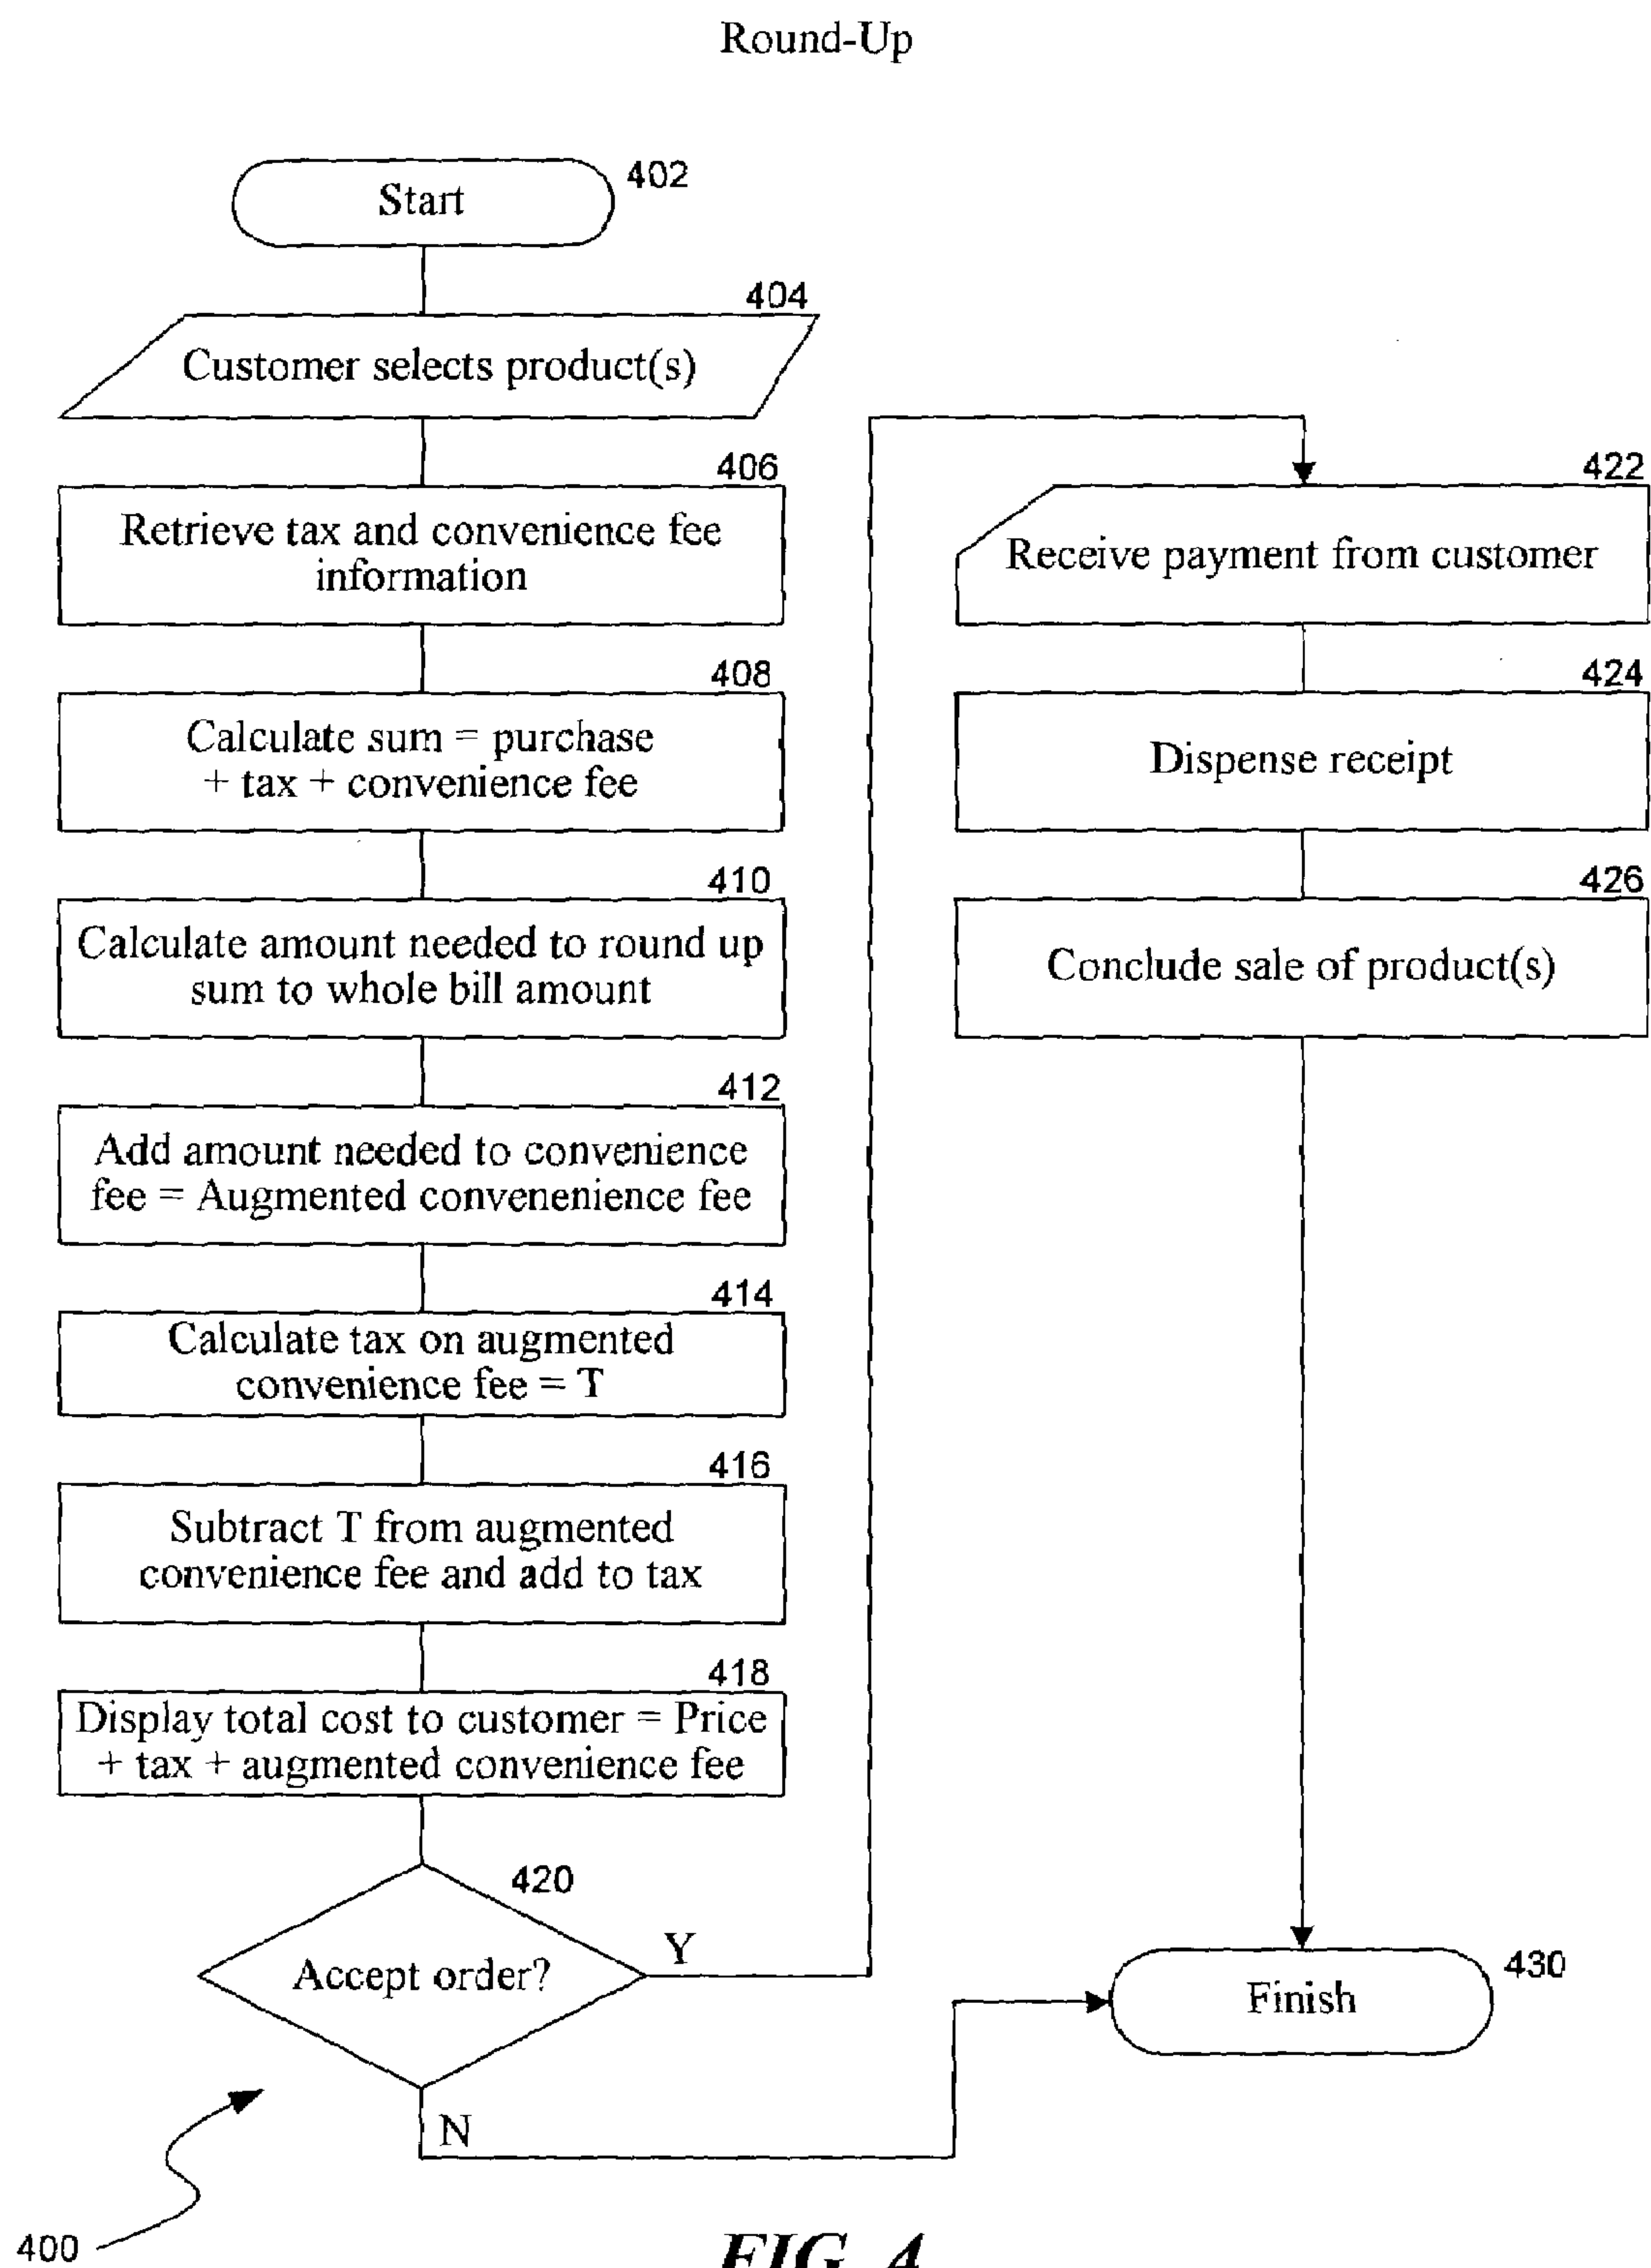 Round-Up
Start
402
404
Customer selects product(s)
406
Retrieve tax and convenience fee
information
408
Calculate sum = purchase
+ tax + convenience fee
410
Calculate amount needed to round up
sum to whole bill amount
412
Add amount needed to convenience
fee = Augmented convenenience fee
414
Calculate tax on augmented
convenience fee = T
416
Subtract T from augmented
convenience fee and add to tax
418
Display total cost to customer = Price
+ tax + augmented convenience fee
420
Accept order?
Y
N
422
Receive payment from customer
424
Dispense receipt
426
Conclude sale of product(s)
430
Finish
400
FIG. 4